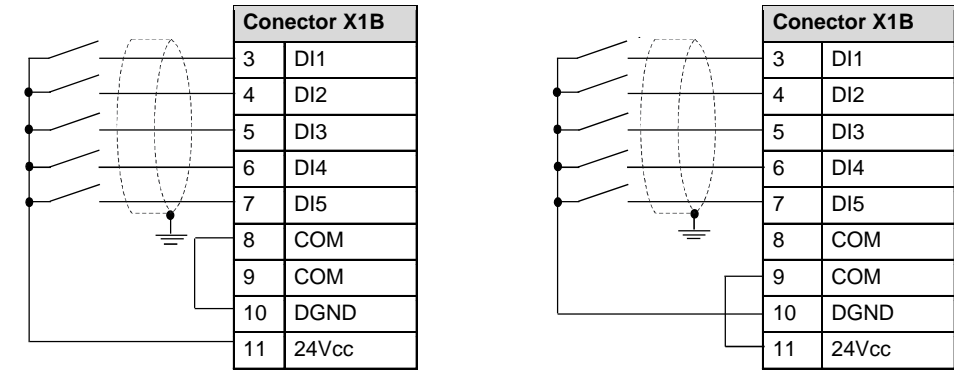 Conector X1B
3 DI1
4 DI2
5 DI3
6 DI4
7 DI5
8 COM
9 COM
10 DGND
11 24Vcc
Conector X1B
3 DI1
4 DI2
5 DI3
6 DI4
7 DI5
8 COM
9 COM
10 DGND
11 24Vcc